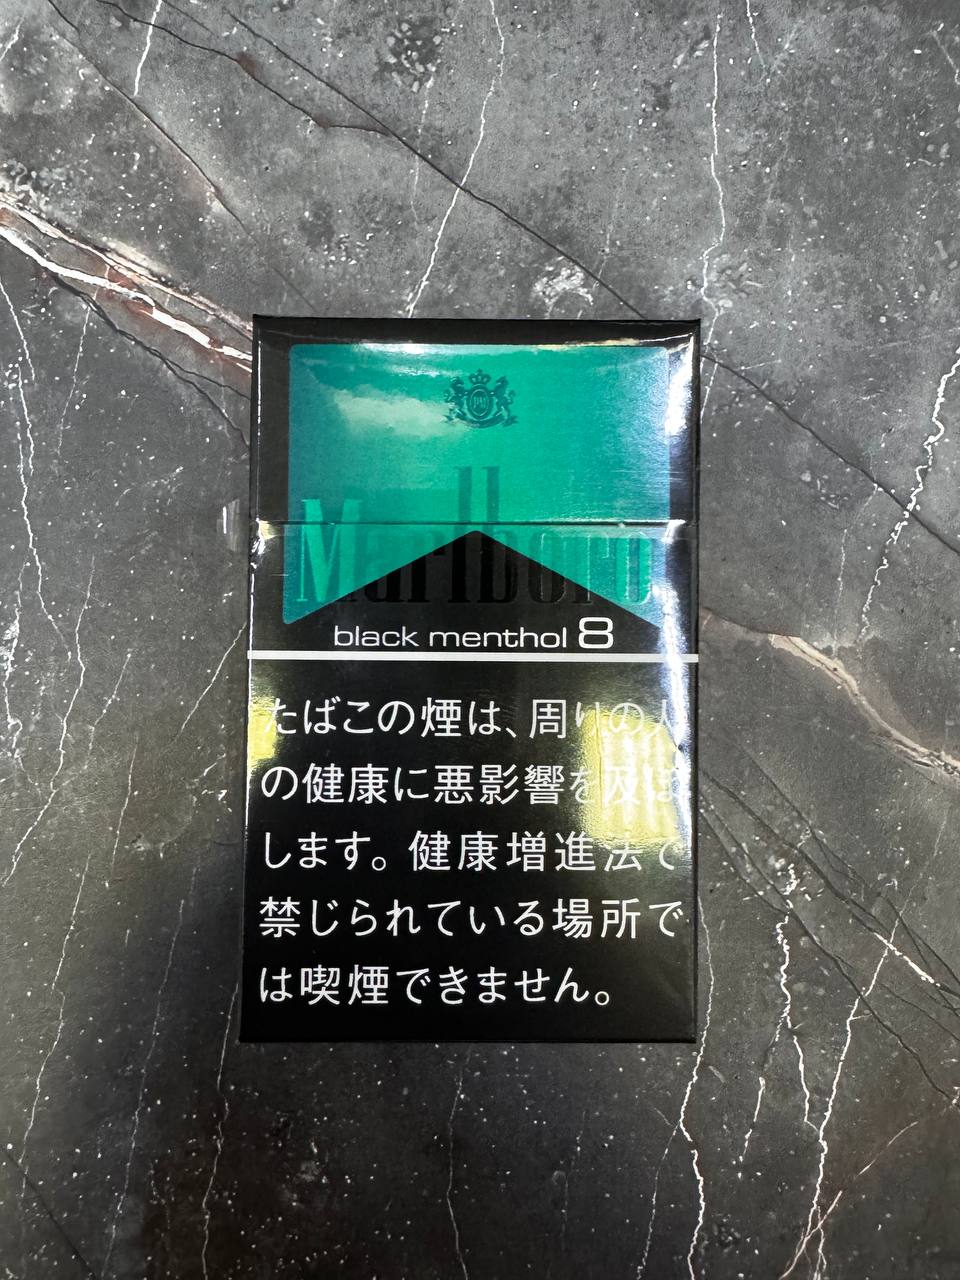 Marlboro
black menthol 8
たばこの煙は、周りの人
の健康に悪影響を及ぼ
します。健康増進法で
禁じられている場所で
は喫煙できません。